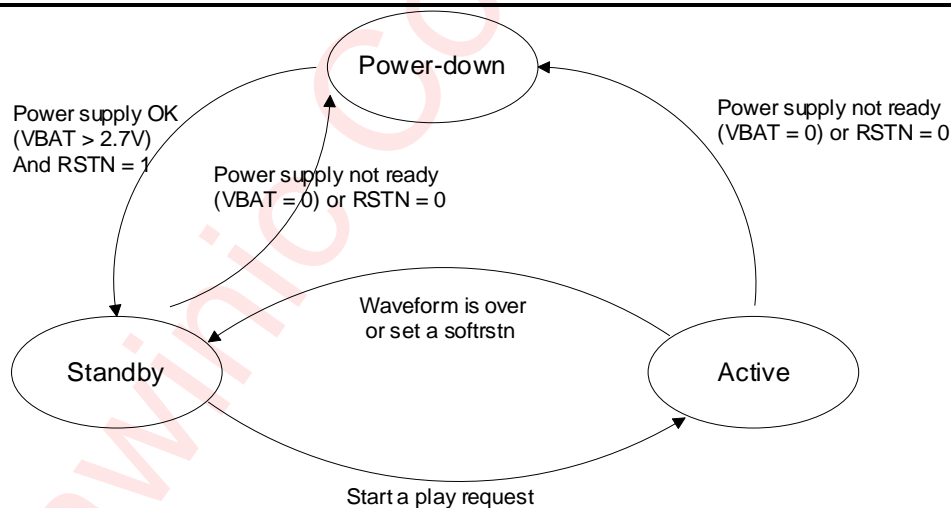 Power-down
Power supply OK
(VBAT > 2.7V)
And RSTN = 1
Power supply not ready
(VBAT = 0) or RSTN = 0
Power supply not ready
(VBAT = 0) or RSTN = 0
Waveform is over
or set a softrstn
Standby
Active
Start a play request